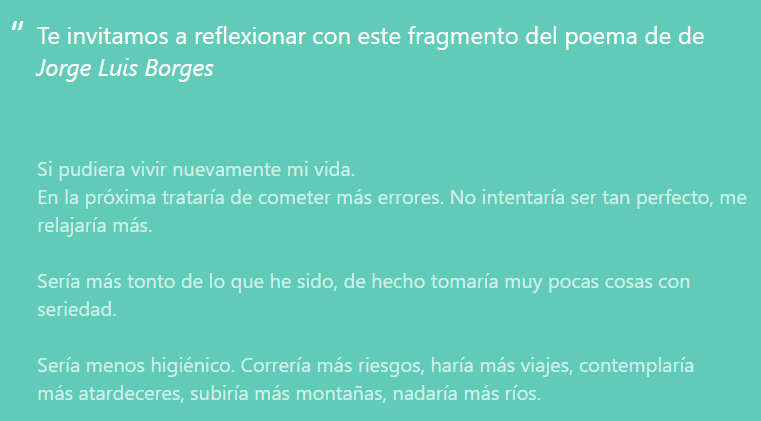 “ Te invitamos a reflexionar con este fragmento del poema de de
Jorge Luis Borges
Si pudiera vivir nuevamente mi vida.
En la próxima trataría de cometer más errores. No intentaría ser tan perfecto, me
relajaría más.
Sería más tonto de lo que he sido, de hecho tomaría muy pocas cosas con
seriedad.
Sería menos higiénico. Correría más riesgos, haría más viajes, contemplaría
más atardeceres, subiría más montañas, nadaría más ríos.